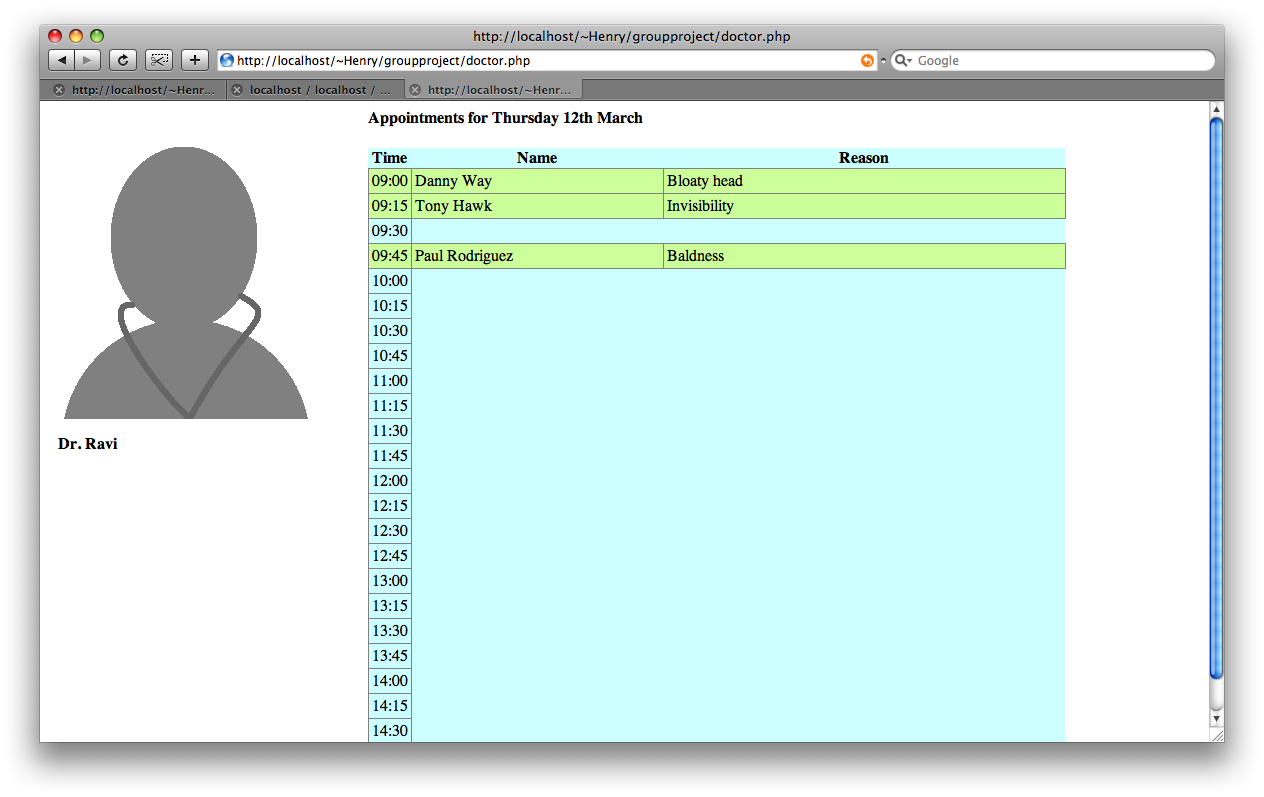 http://localhost/~Henry/groupproject/doctor.php
http://localhost/~Henry/groupproject/doctor.php
Google
http://localhost/~Henr...
localhost / localhost / ...
http://localhost/~Henr...
Appointments for Thursday 12th March
Time Name Reason
09:00 Danny Way Bloaty head
09:15 Tony Hawk Invisibility
09:30
09:45 Paul Rodriguez Baldness
10:00
10:15
10:30
10:45
11:00
11:15
11:30
11:45
12:00
12:15
12:30
12:45
13:00
13:15
13:30
13:45
14:00
14:15
14:30
Dr. Ravi